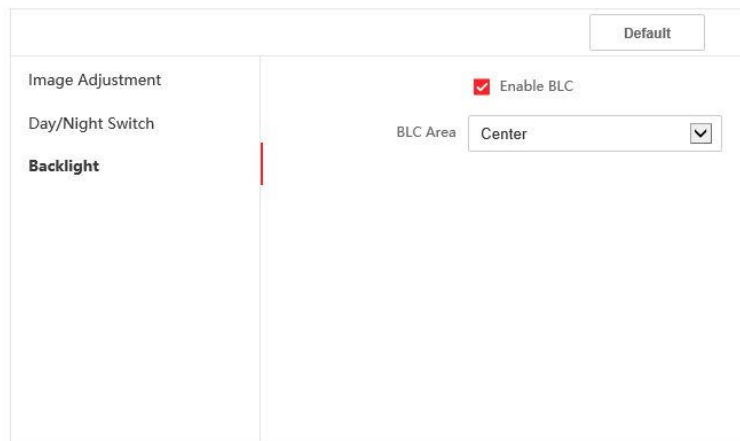 Default
Image Adjustment
Enable BLC
Day/Night Switch
BLC Area Center
Backlight